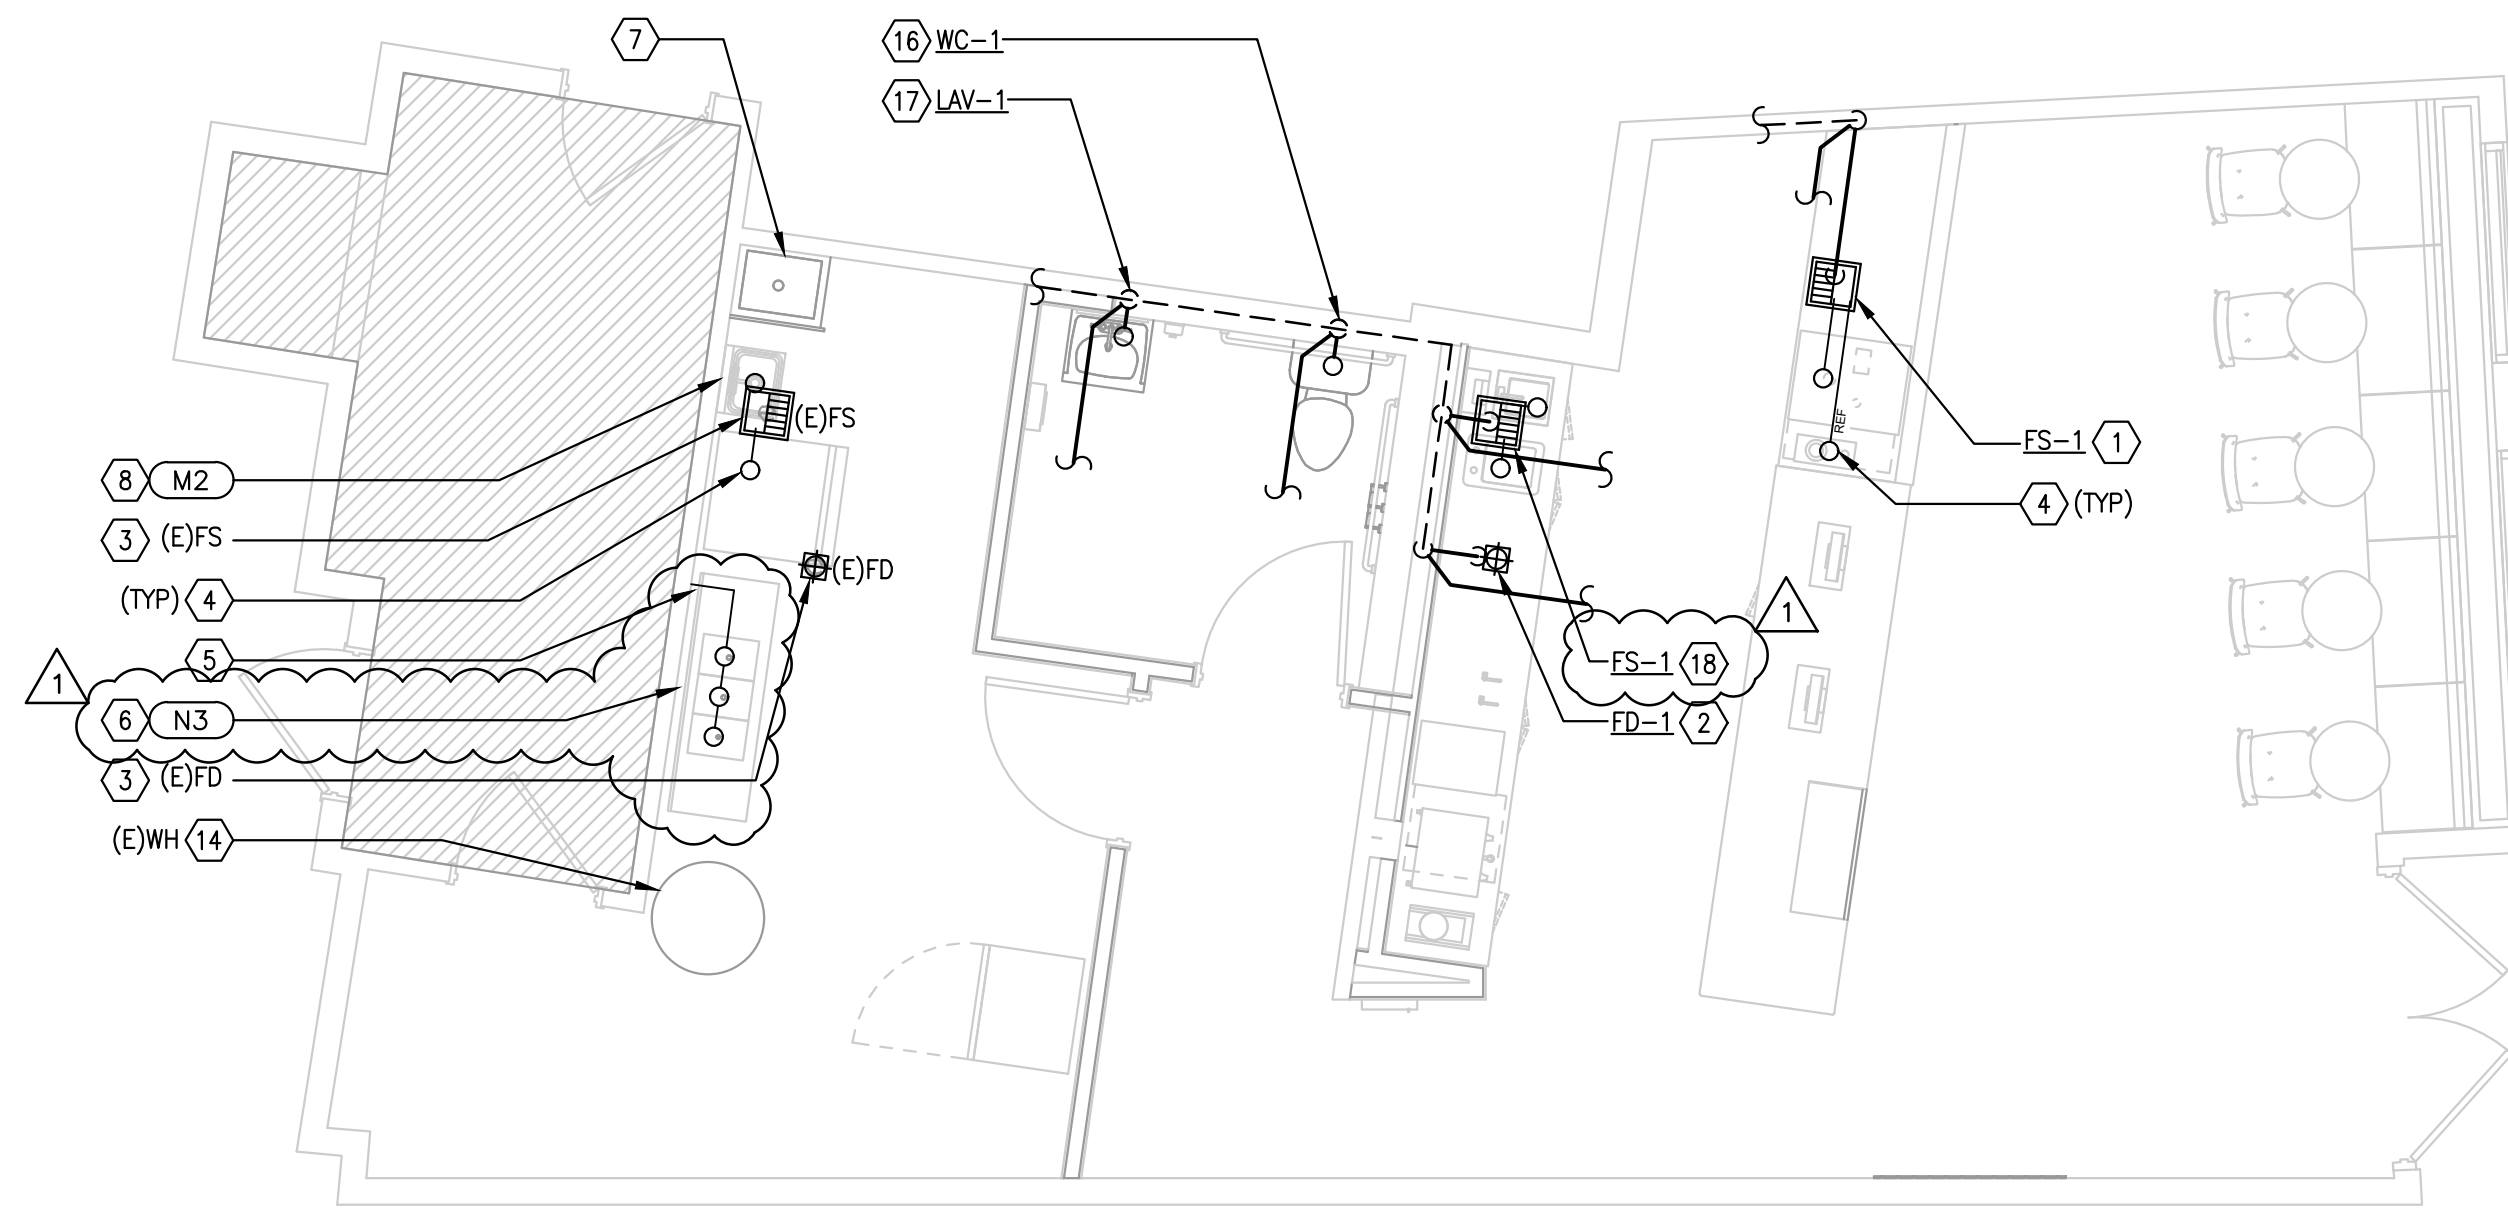 7
16 WC-1
17 LAV-1
(E)FS
REF
FS-1 1
8 M2
4 (TYP)
3 (E)FS
(E)FD
(TYP) 4
1
5
FS-1 18
1
6 N3
FD-1 2
3 (E)FD
(E)WH 14